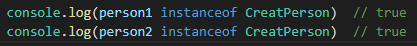 console.log(person1 instanceof CreatPerson)  // true
console.log(person2 instanceof CreatPerson)  // true